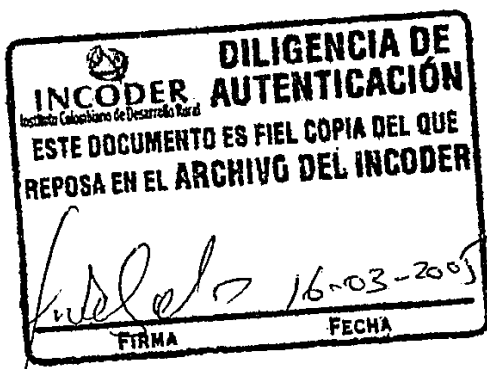 DILIGENCIA DE
INCODER AUTENTICACIÓN
Instituto Colombiano de Desarrollo Rural
ESTE DOCUMENTO ES FIEL COPIA DEL QUE
REPOSA EN EL ARCHIVO DEL INCODER
16-03-2005
FIRMA FECHA